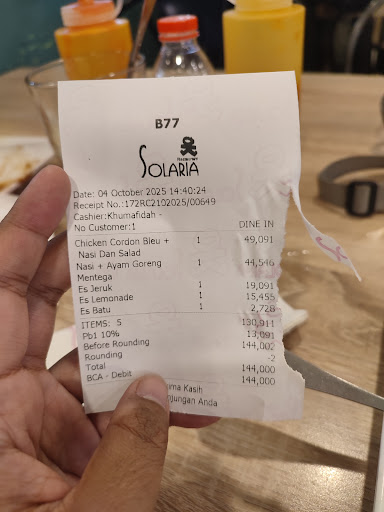 B77
SOLARIA
Date: 04 October 2025 14:40:24
Receipt No.:172RC2102025/00649
Cashier:Khumafidah -
No Customer:1 DINE IN
Chicken Cordon Bleu + 1 49,091
Nasi Dan Salad
Nasi + Ayam Goreng 1 44,546
Mentega
Es Jeruk 1 19,091
Es Lemonade 1 15,455
Es Batu 1 2,728
ITEMS: 5 130,911
Pb1 10% 13,091
Before Rounding 144,002
Rounding -2
Total 144,000
BCA - Debit 144,000
Kasih
Anda